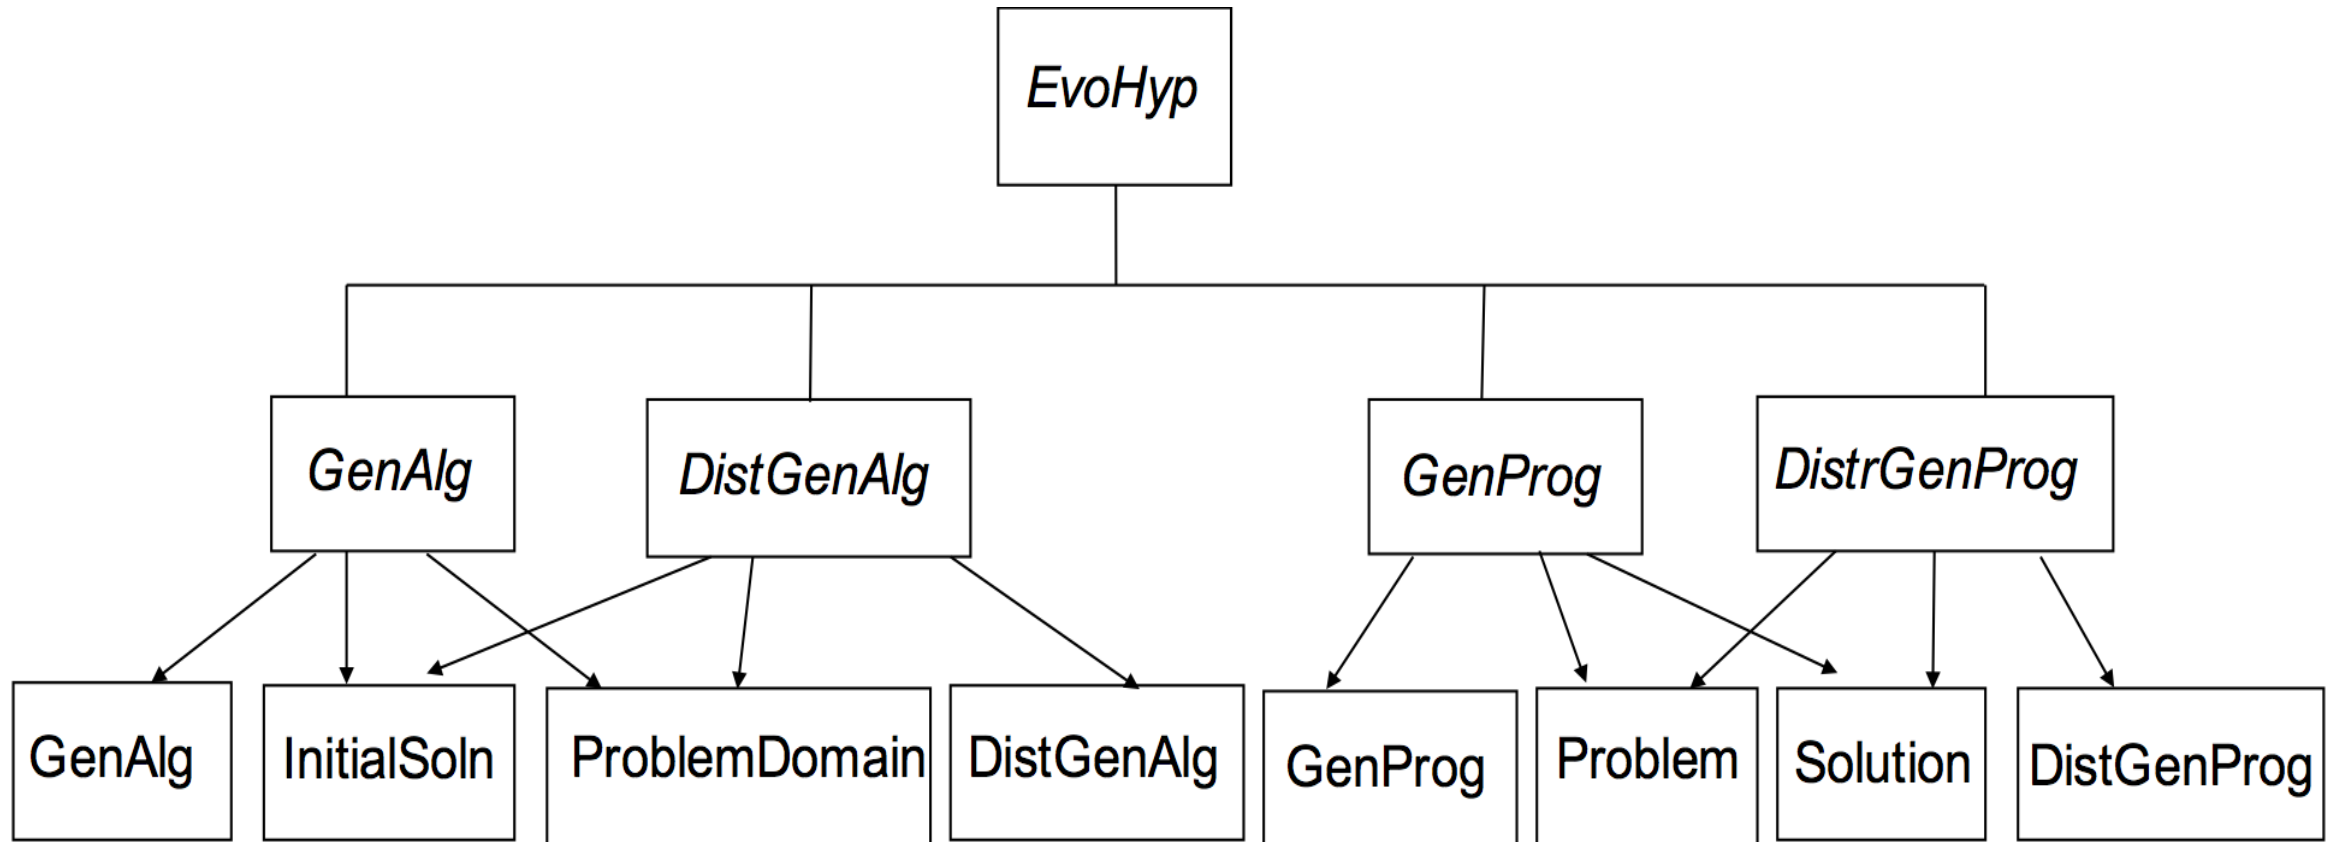 EvoHyp
GenAlg
DistGenAlg
GenProg
DistrGenProg
GenAlg
InitialSoln
ProblemDomain
DistGenAlg
GenProg
Problem
Solution
DistGenProg